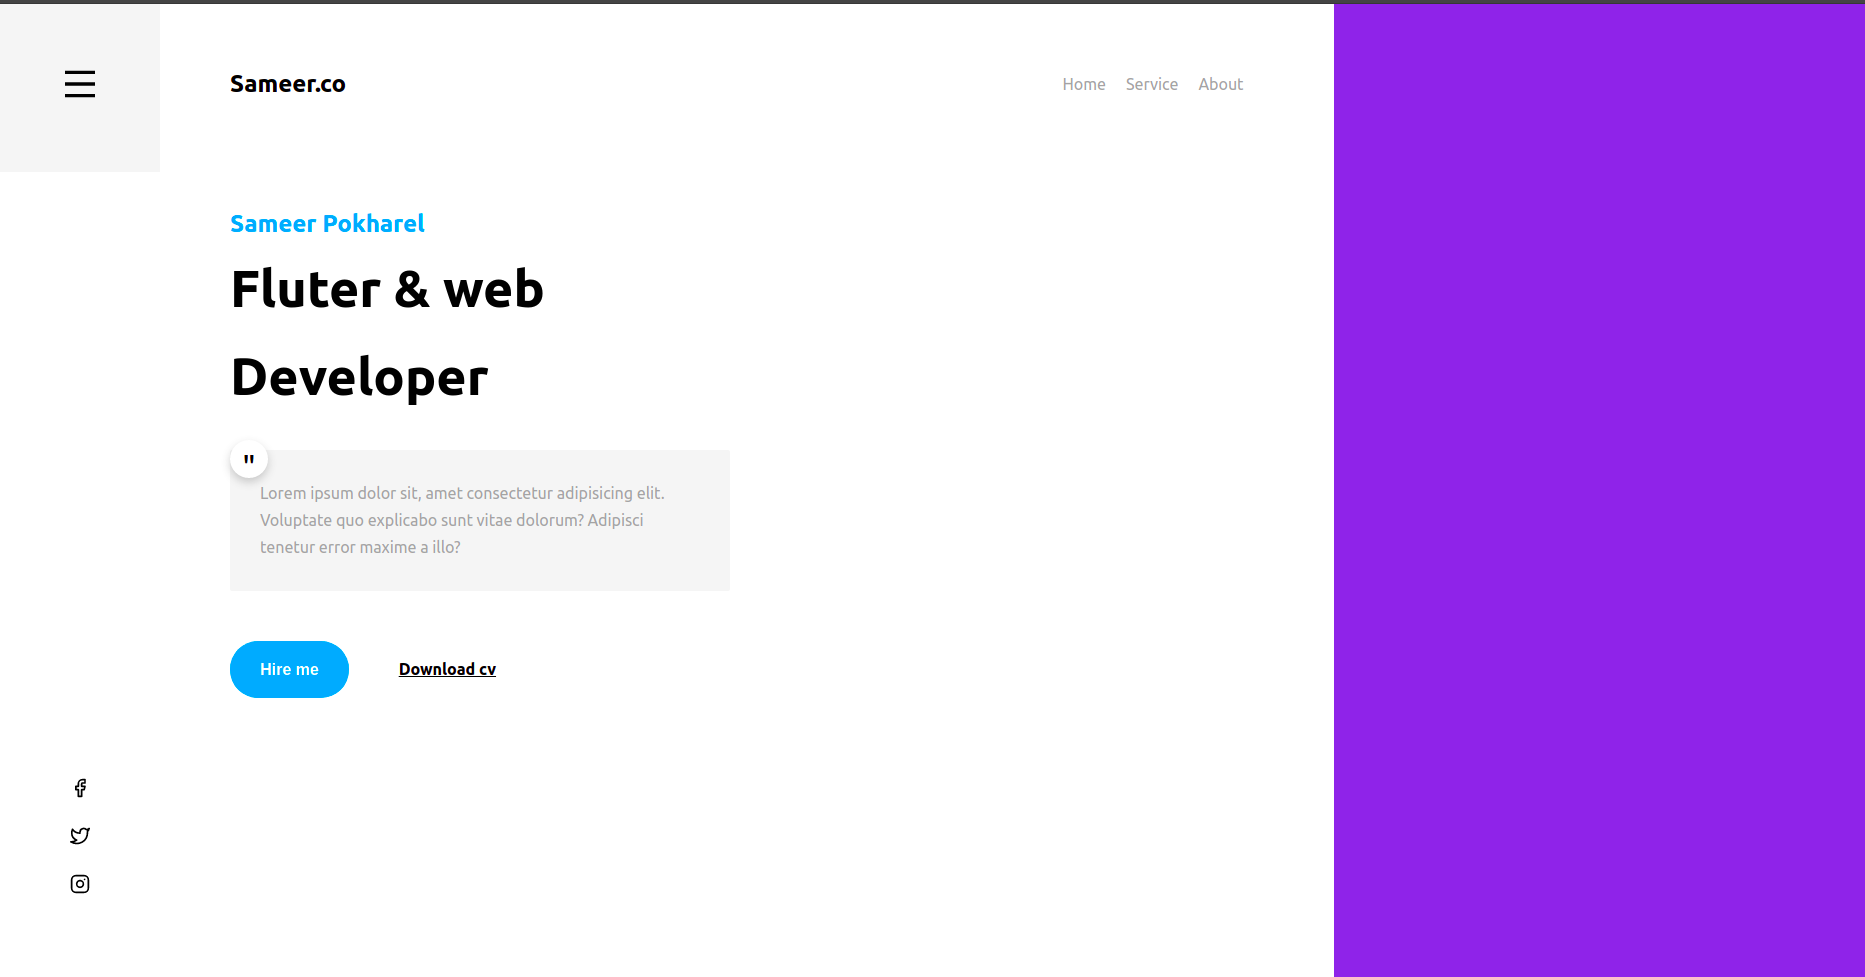 Sameer.co
Home Service About
Sameer Pokharel
Fluter & web
Developer
"
Lorem ipsum dolor sit, amet consectetur adipisicing elit.
Voluptate quo explicabo sunt vitae dolorum? Adipisci
tenetur error maxime a illo?
Hire me
Download cv